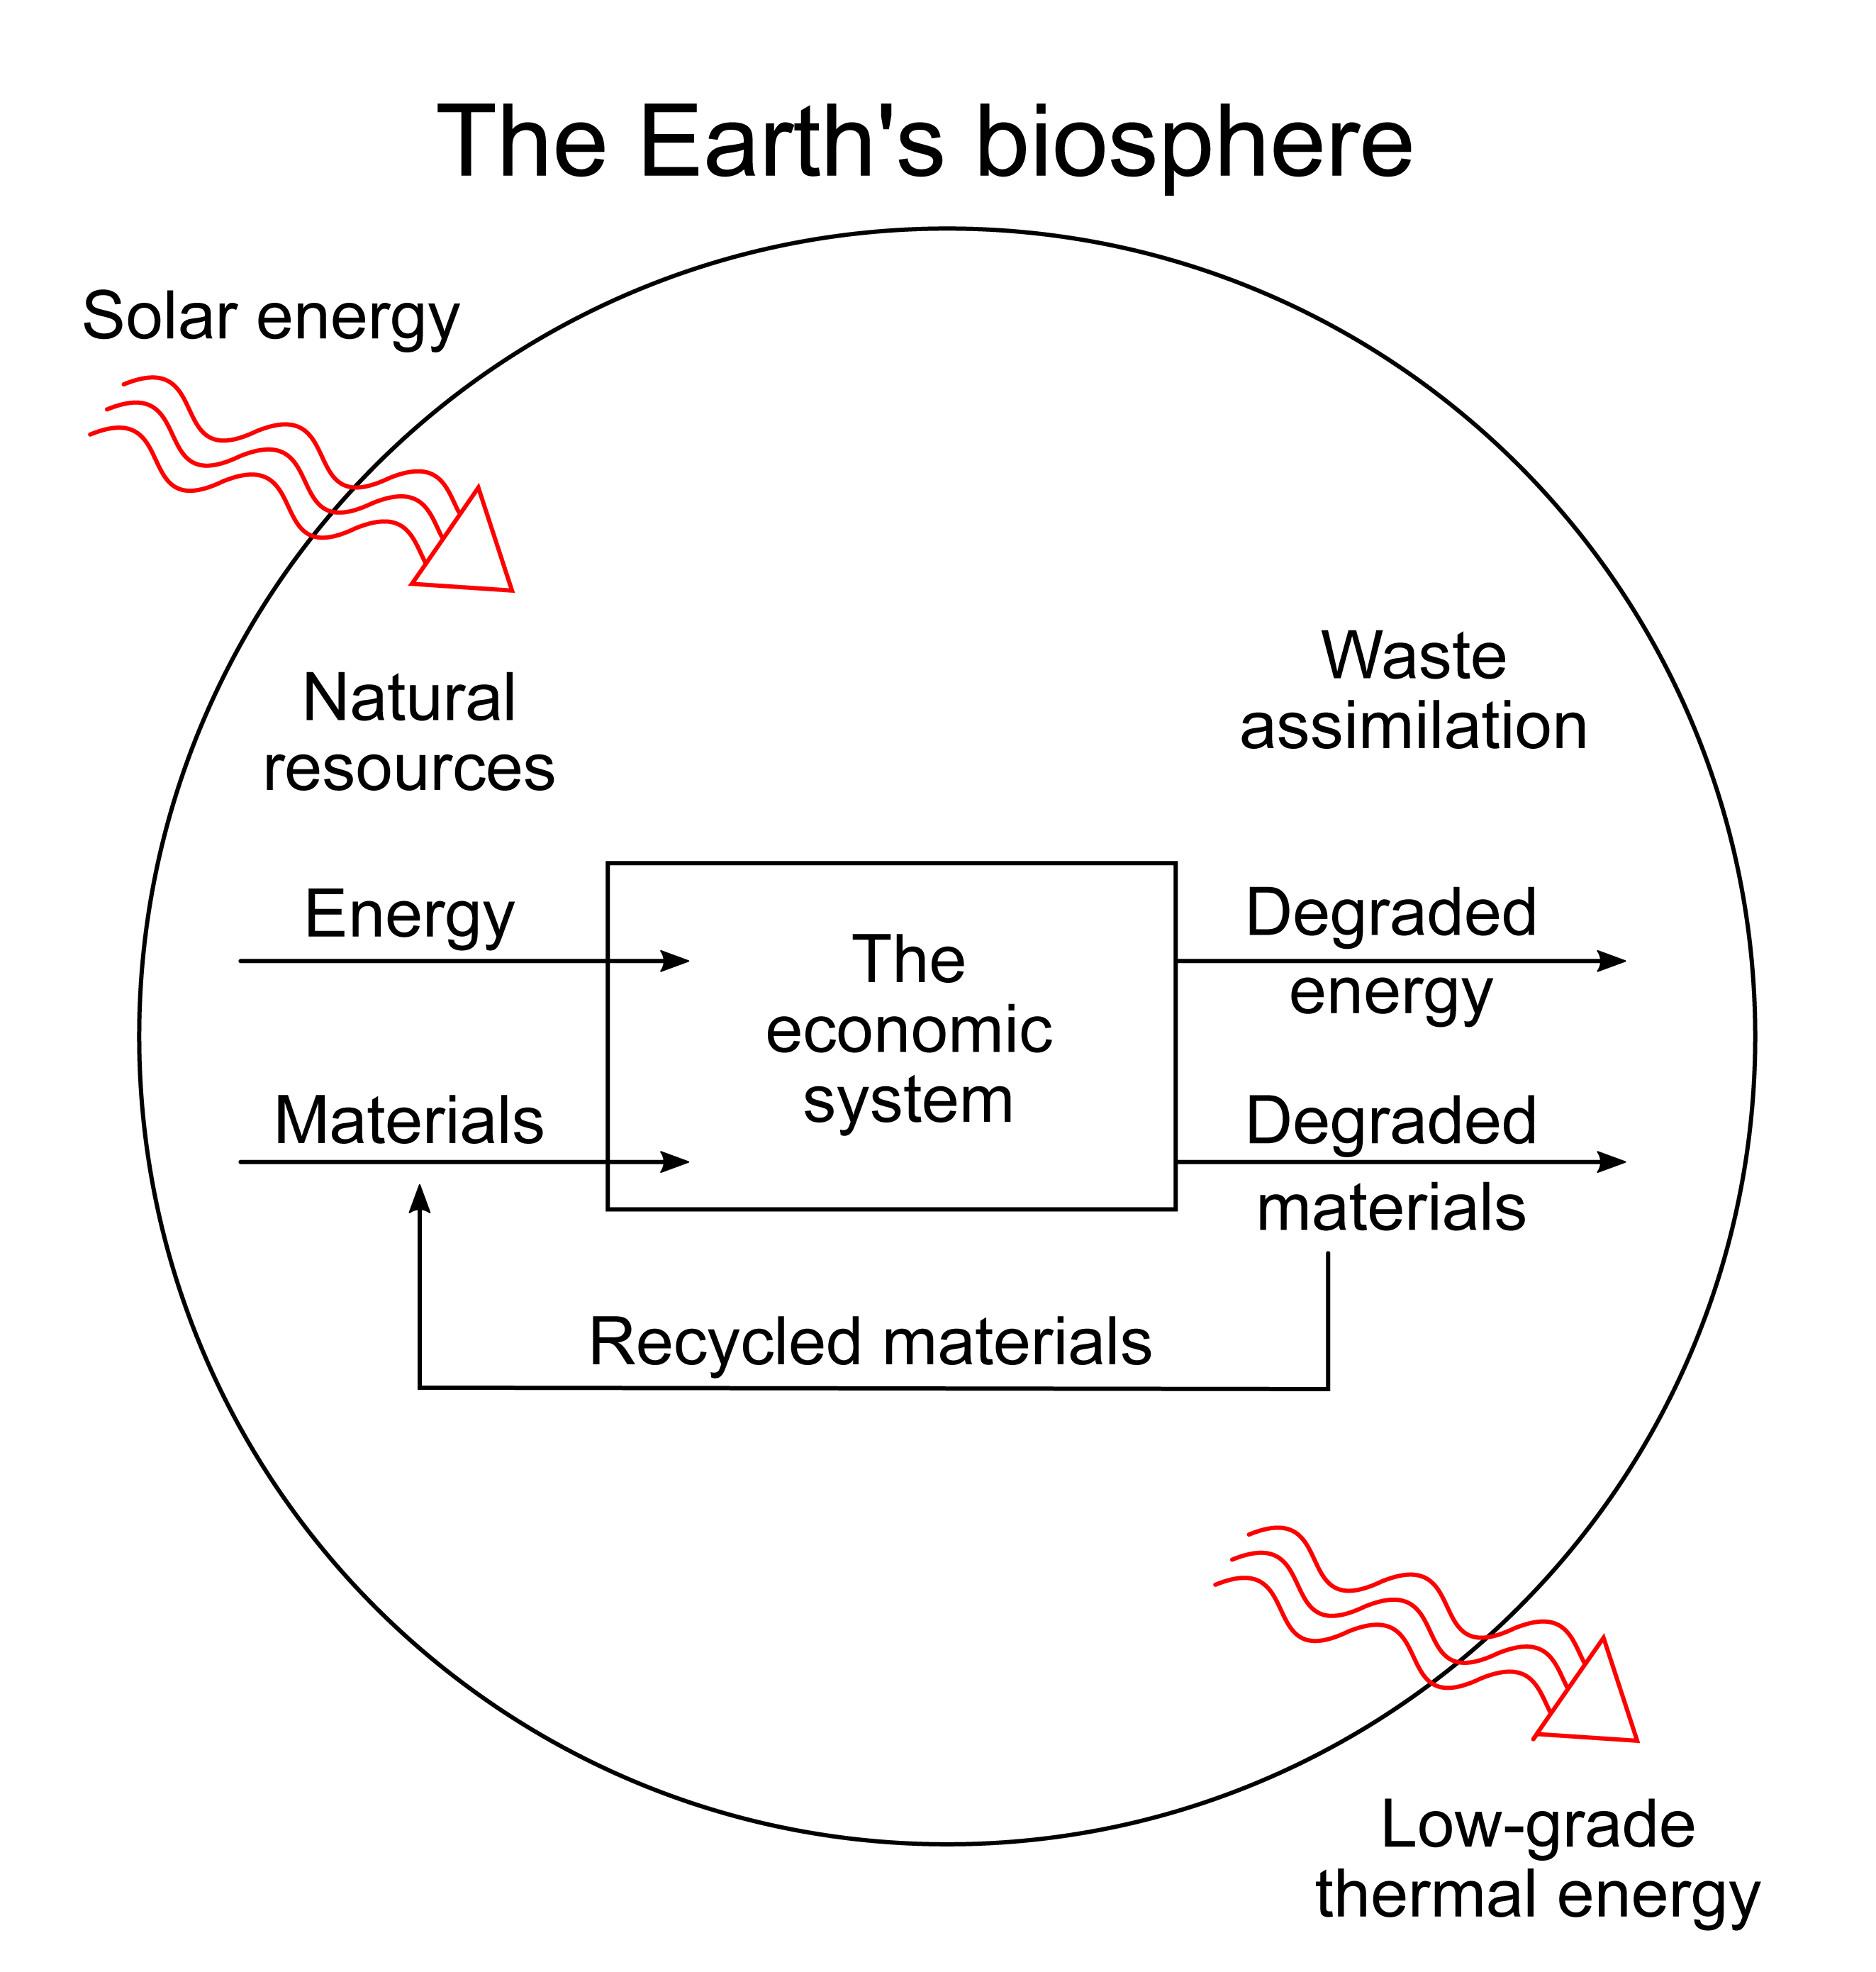 The Earth's biosphere
Solar energy
Natural
resources
Waste
assimilation
Energy
Materials
The
economic
system
Degraded
energy
Degraded
materials
Recycled materials
Low-grade
thermal energy